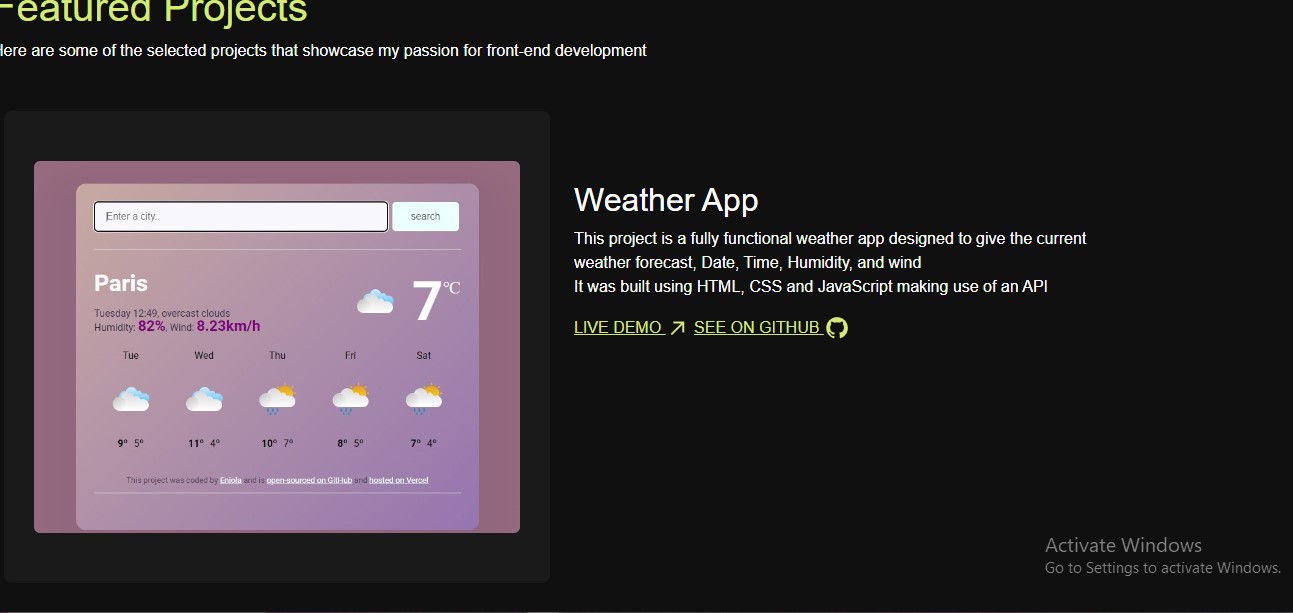 Featured Projects
Here are some of the selected projects that showcase my passion for front-end development
Enter a city..
search
Paris
7°C
Tuesday 12:49, overcast clouds
Humidity: 82%, Wind: 8.23km/h
Tue Wed Thu Fri Sat
9° 5° 11° 4° 10° 7° 8° 5° 7° 4°
This project was coded by Eniola and is open-sourced on GitHub and hosted on Vercel
Weather App
This project is a fully functional weather app designed to give the current
weather forecast, Date, Time, Humidity, and wind
It was built using HTML, CSS and JavaScript making use of an API
LIVE DEMO SEE ON GITHUB
Activate Windows
Go to Settings to activate Windows.